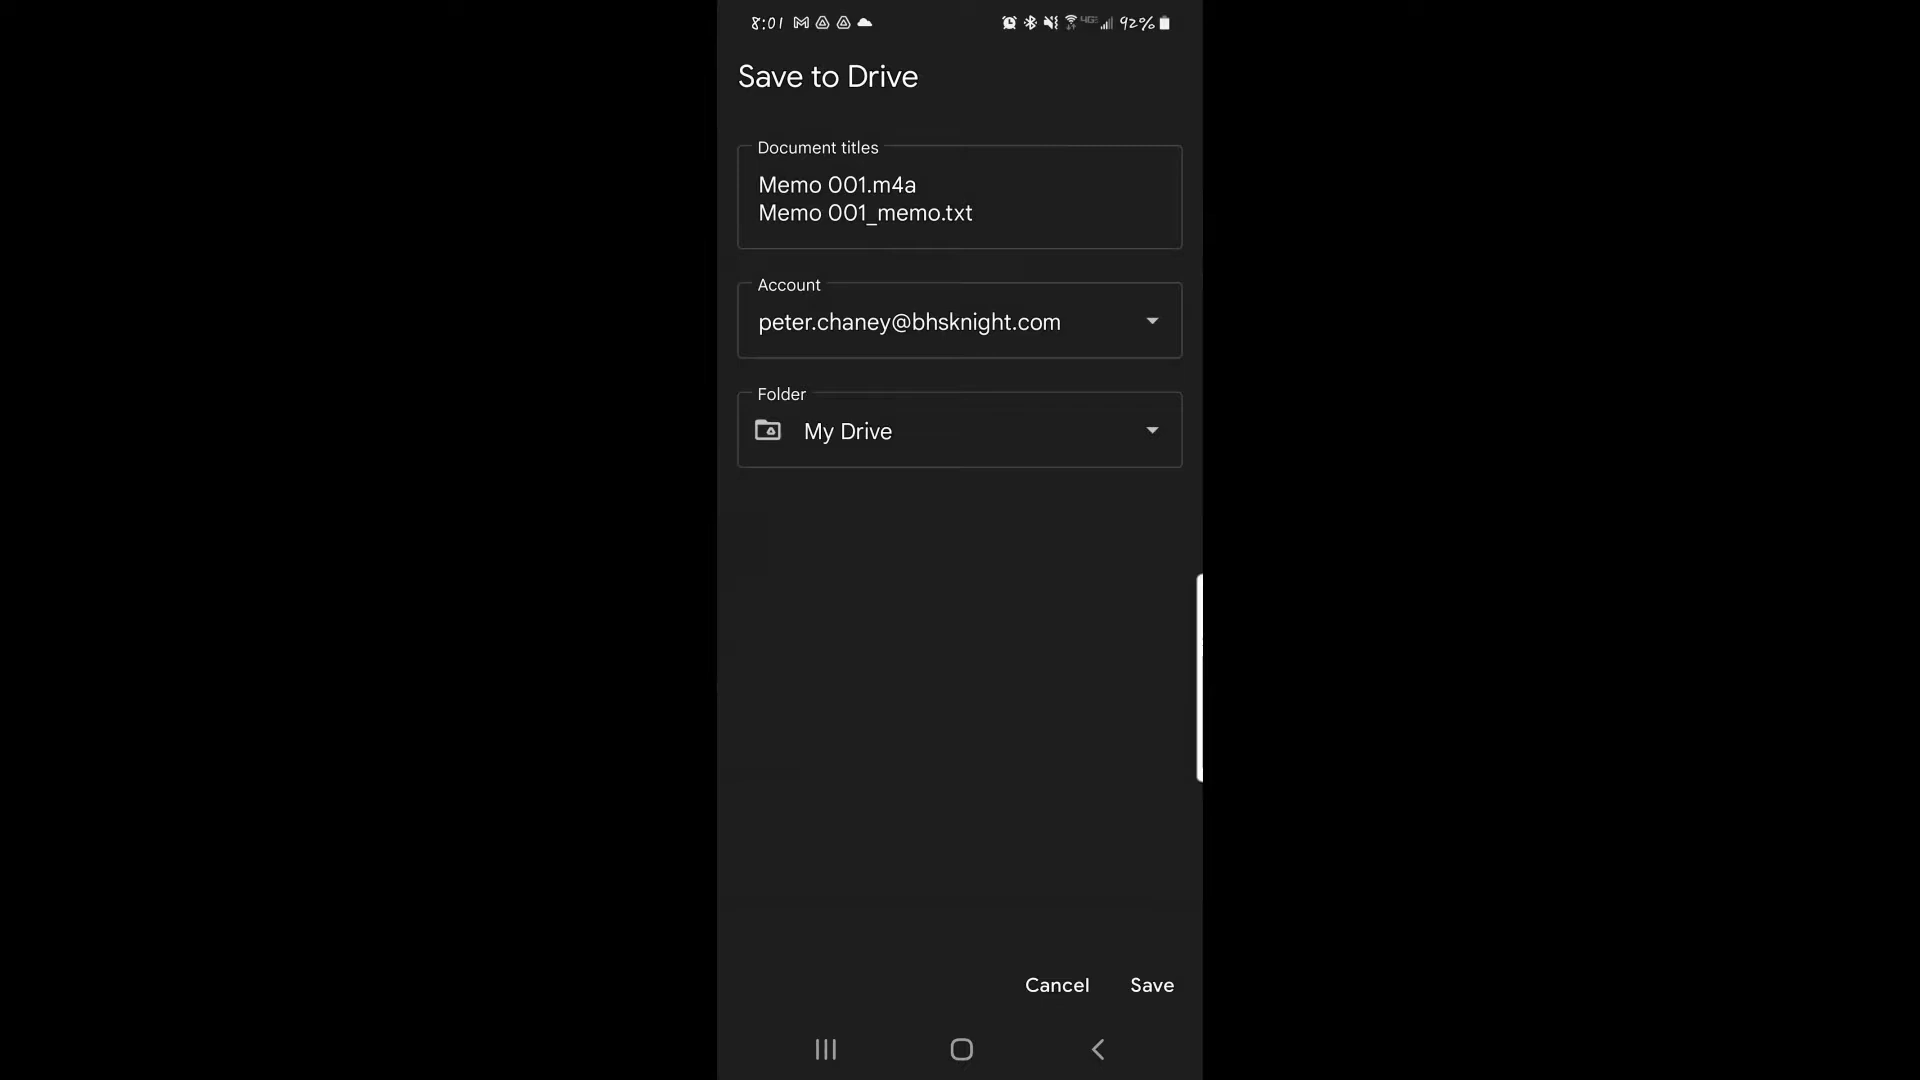 8:01 4GE 92%
Save to Drive
Document titles
Memo 001.m4a
Memo 001_memo.txt
Account
peter.chaney@bhsknight.com
Folder
My Drive
Cancel Save